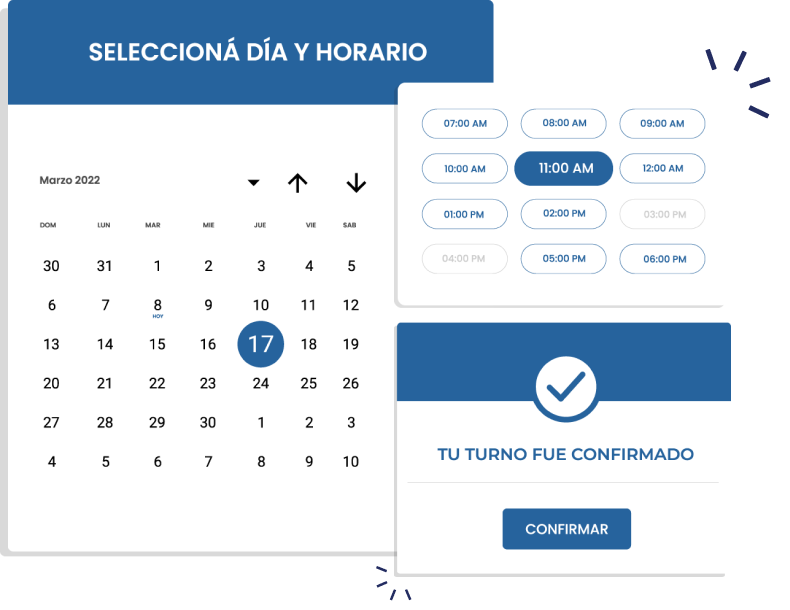 SELECCIONÁ DÍA Y HORARIO
Marzo 2022
DOM LUN MAR MIE JUE VIE SAB
30 31 1 2 3 4 5
6 7 8 9 10 11 12
HOY
13 14 15 16 17 18 19
20 21 22 23 24 25 26
27 28 29 30 1 2 3
4 5 6 7 8 9 10
07:00 AM 08:00 AM 09:00 AM
10:00 AM 11:00 AM 12:00 AM
01:00 PM 02:00 PM 03:00 PM
04:00 PM 05:00 PM 06:00 PM
TU TURNO FUE CONFIRMADO
CONFIRMAR